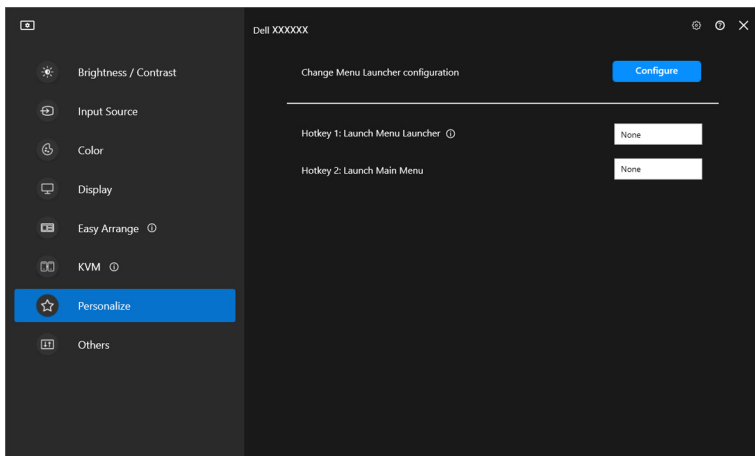 Dell XXXXXX
Brightness / Contrast
Input Source
Color
Display
Easy Arrange
KVM
Personalize
Others
Change Menu Launcher configuration
Configure
Hotkey 1: Launch Menu Launcher
None
Hotkey 2: Launch Main Menu
None